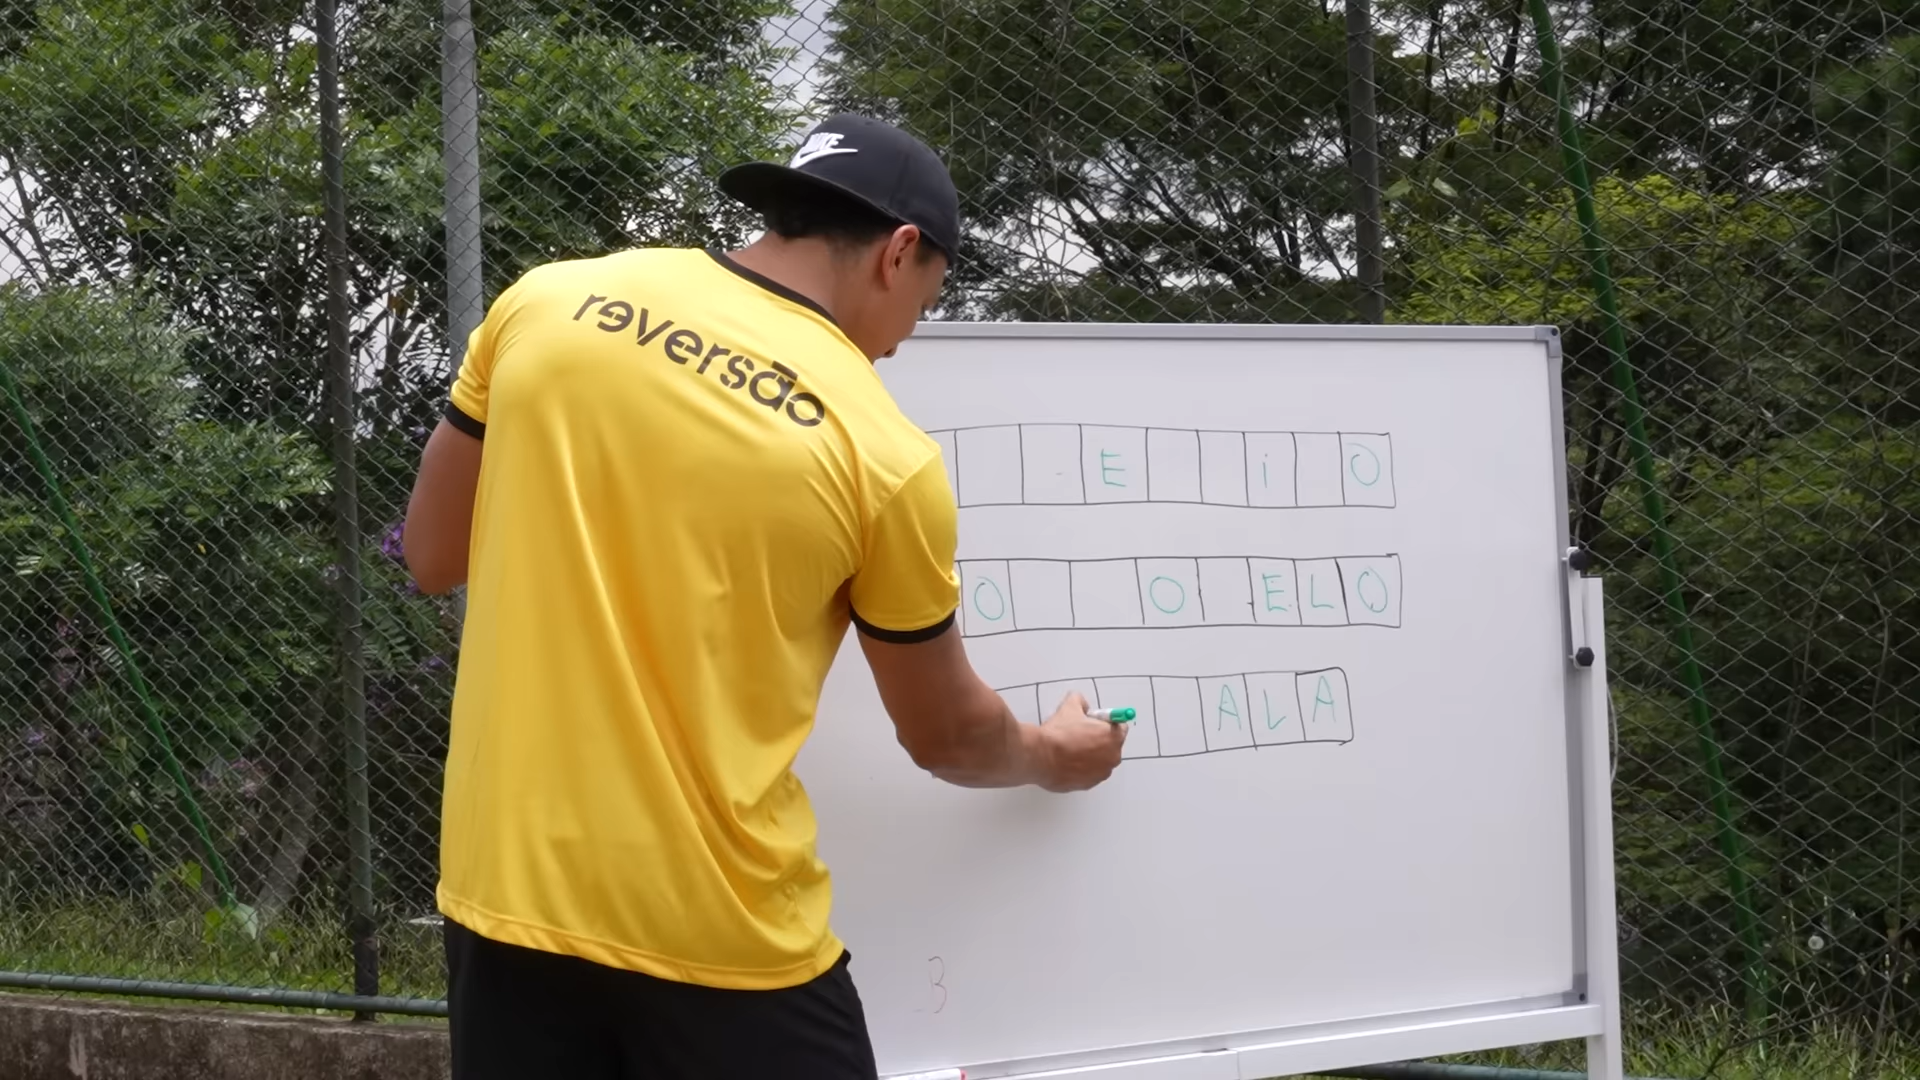 NIKE
reversão
E i O
O O E L O
A L A
B